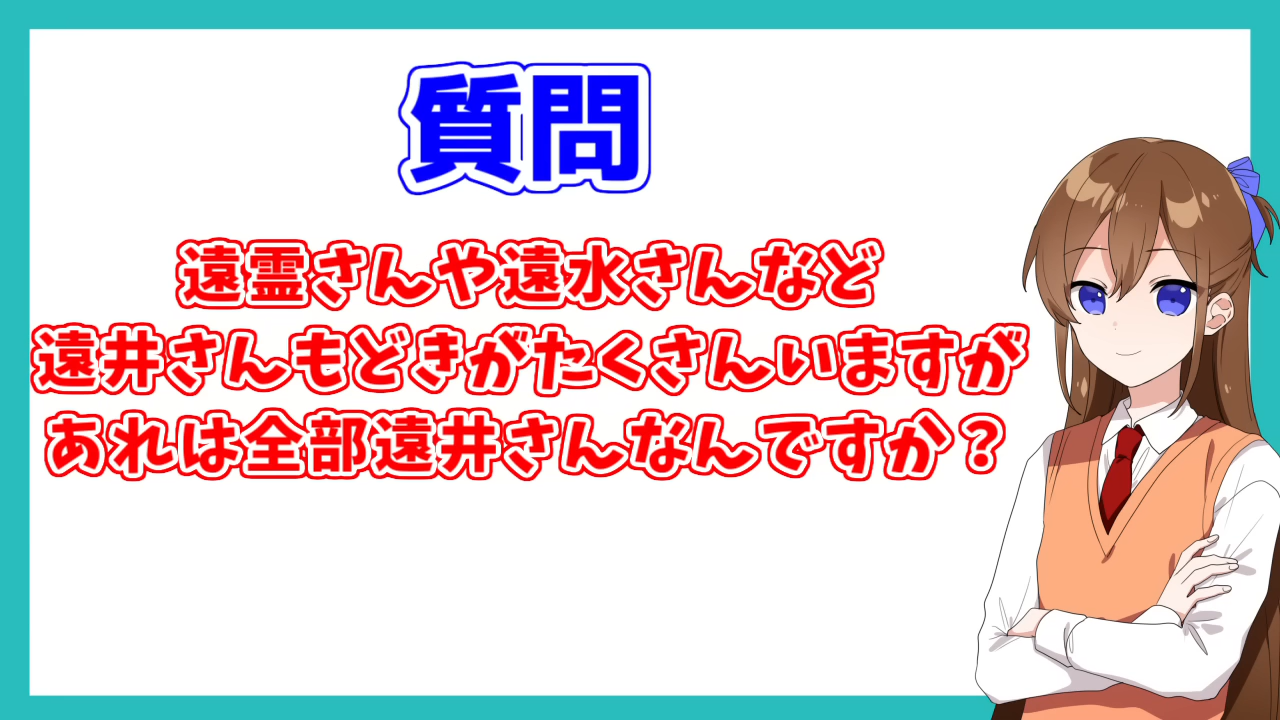 質問
遠霊さんや遠水さんなど
遠井さんもどきがたくさんいますが
あれは全部遠井さんなんですか？